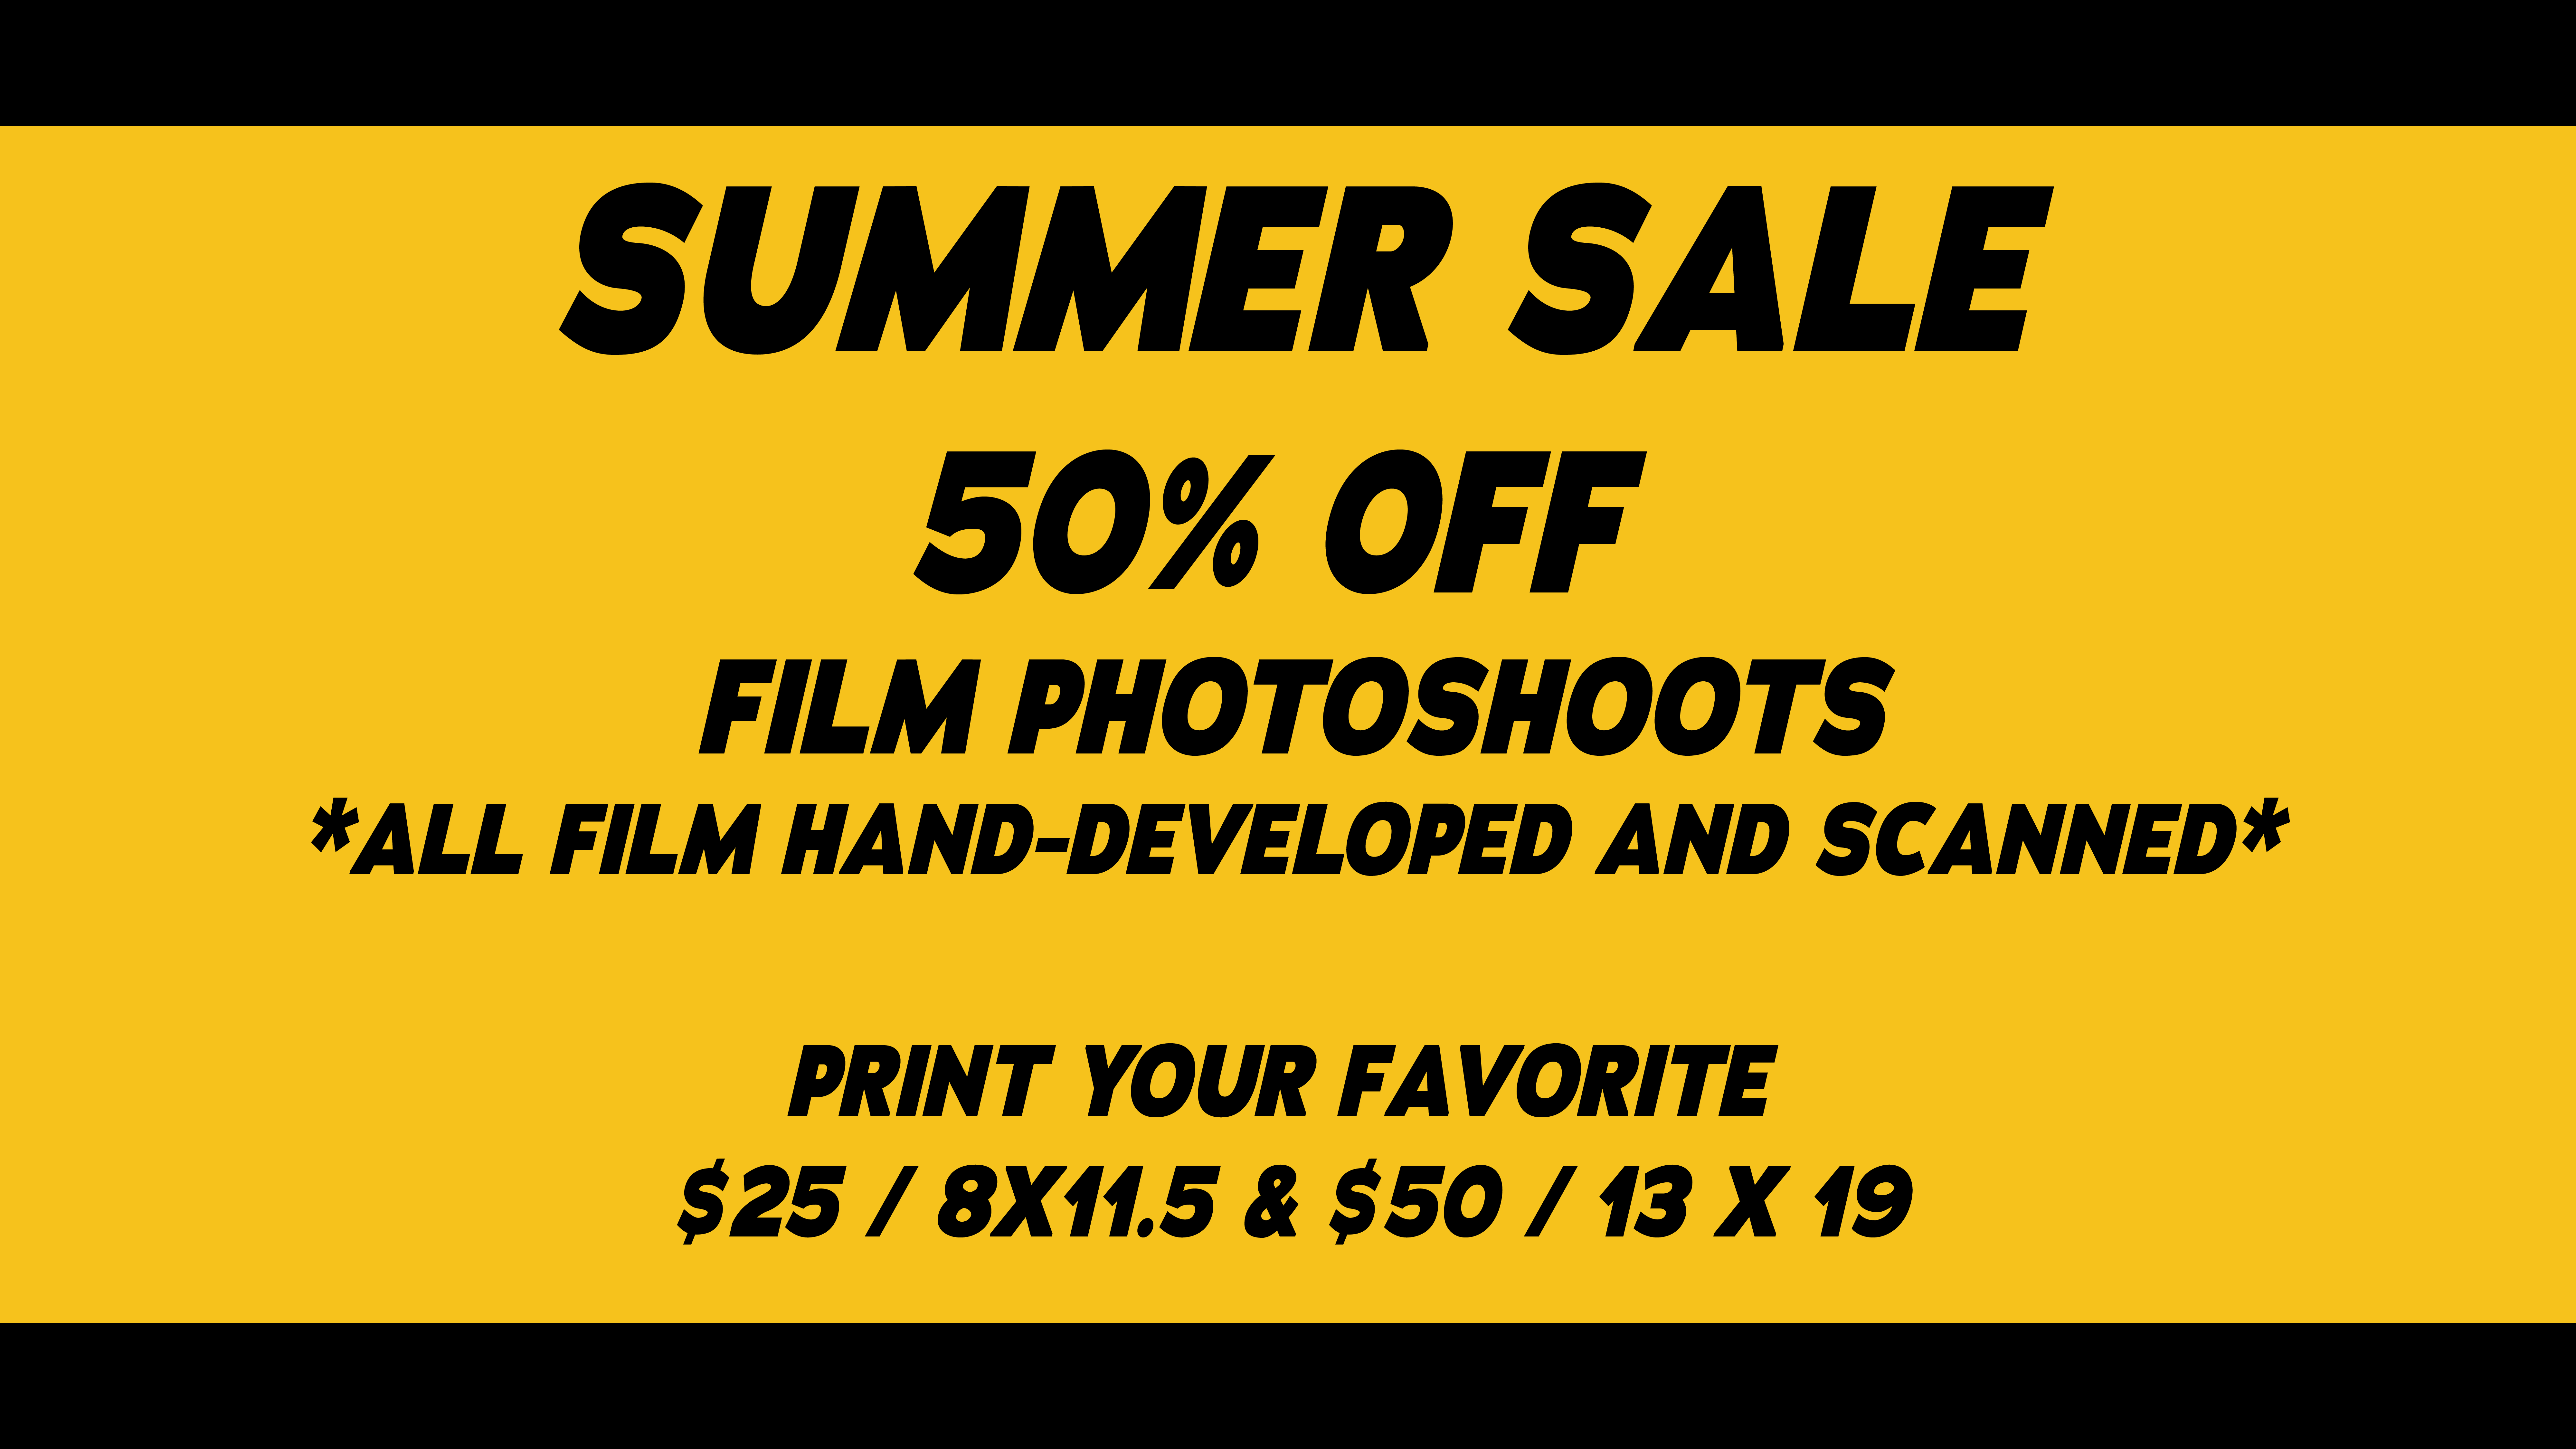 SUMMER SALE
50% OFF
FILM PHOTOSHOOTS
*ALL FILM HAND-DEVELOPED AND SCANNED*
PRINT YOUR FAVORITE
$25 / 8X11.5 & $50 / 13 X 19